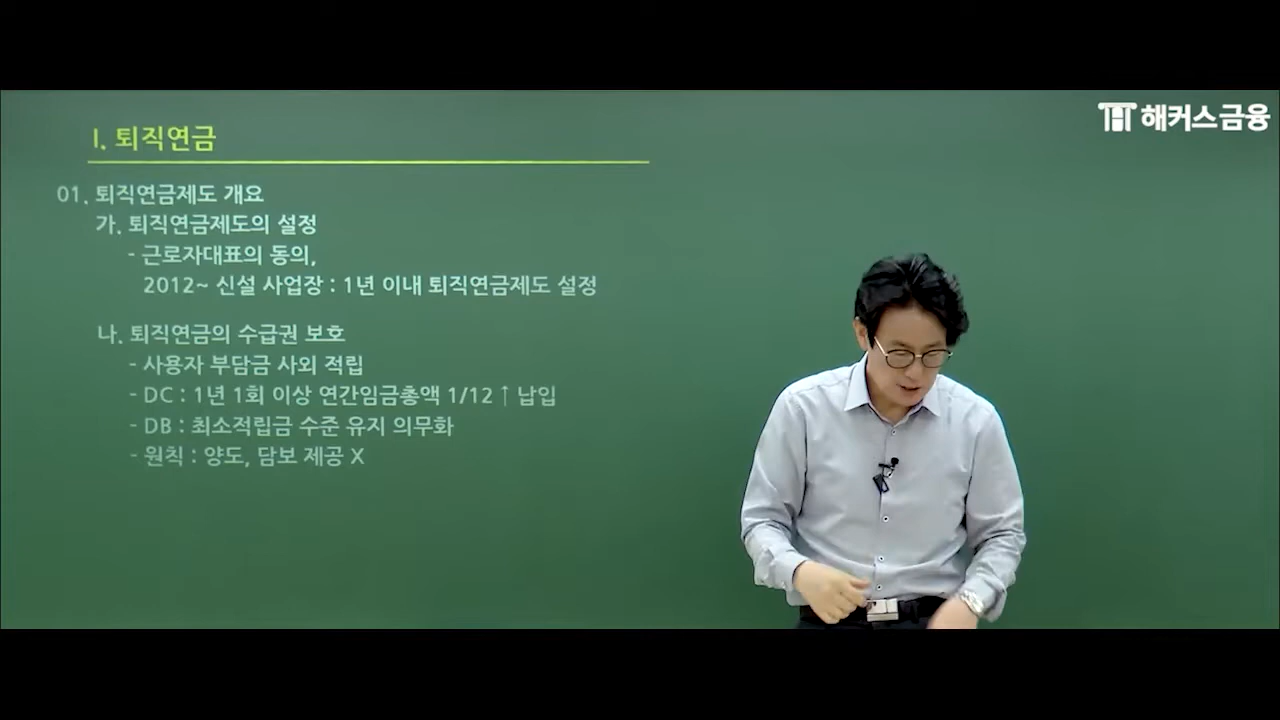 해커스금융
I. 퇴직연금
01. 퇴직연금제도 개요
가. 퇴직연금제도의 설정
- 근로자대표의 동의,
2012~ 신설 사업장 : 1년 이내 퇴직연금제도 설정
나. 퇴직연금의 수급권 보호
- 사용자 부담금 사외 적립
- DC : 1년 1회 이상 연간임금총액 1/12 ↑ 납입
- DB : 최소적립금 수준 유지 의무화
- 원칙 : 양도, 담보 제공 X